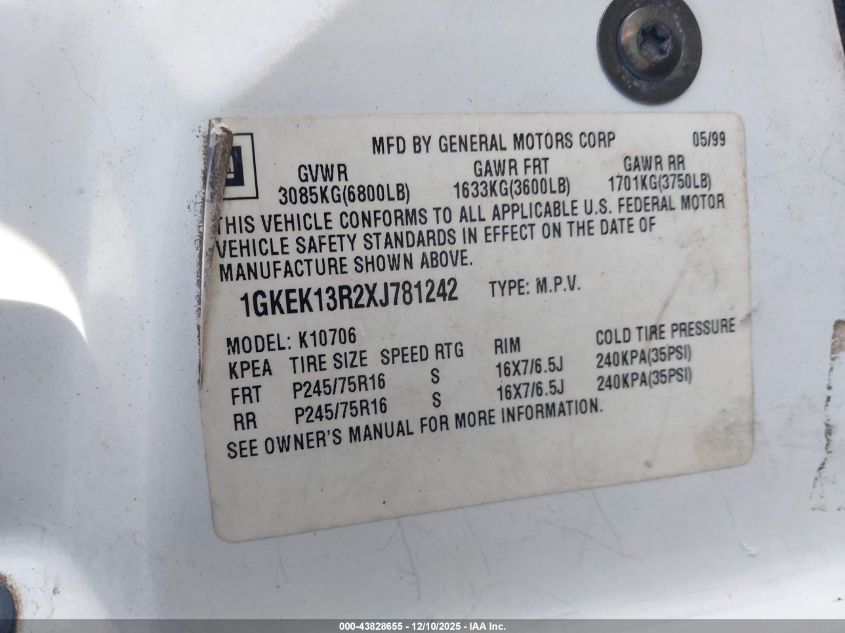 GM
MFD BY GENERAL MOTORS CORP 05/99
GVWR GAWR FRT GAWR RR
3085KG(6800LB) 1633KG(3600LB) 1701KG(3750LB)
THIS VEHICLE CONFORMS TO ALL APPLICABLE U.S. FEDERAL MOTOR
VEHICLE SAFETY STANDARDS IN EFFECT ON THE DATE OF
MANUFACTURE SHOWN ABOVE.
1GKEK13R2XJ781242 TYPE: M.P.V.
MODEL: K10706
KPEA TIRE SIZE SPEED RTG RIM COLD TIRE PRESSURE
FRT P245/75R16 S 16X7/6.5J 240KPA(35PSI)
RR P245/75R16 S 16X7/6.5J 240KPA(35PSI)
SEE OWNER'S MANUAL FOR MORE INFORMATION.
000-43828655 - 12/10/2025 - IAA Inc.